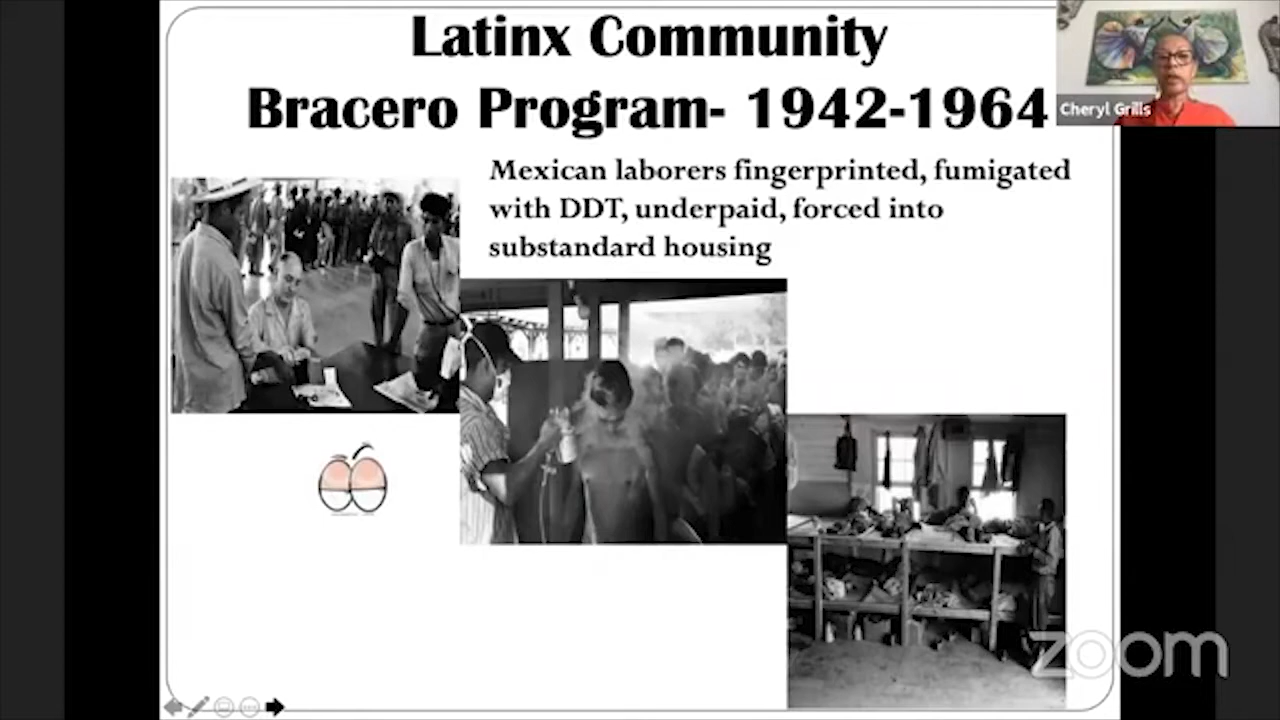 Latinx Community
Bracero Program- 1942-1964
Cheryl Grills
Mexican laborers fingerprinted, fumigated
with DDT, underpaid, forced into
substandard housing
zoom